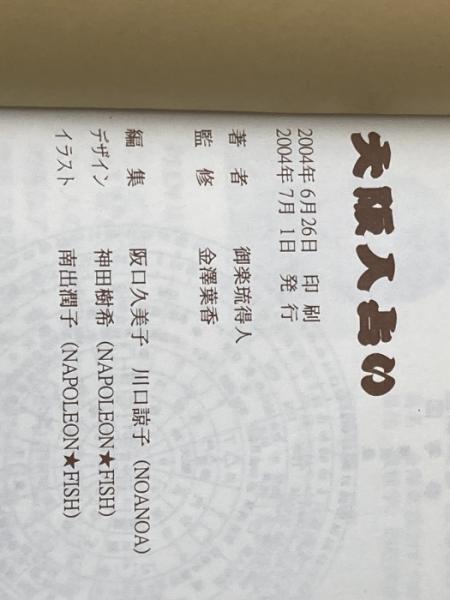 大阪人占い
2004年 6月26日　印刷
2004年 7月 1日　発行
著　者　御楽琉得人
監　修　金澤葉香
編　集　阪口久美子　川口諒子（NOANOA）
デザイン　神田樹希（NAPOLEON★FISH）
イラスト　南出潤子（NAPOLEON★FISH）